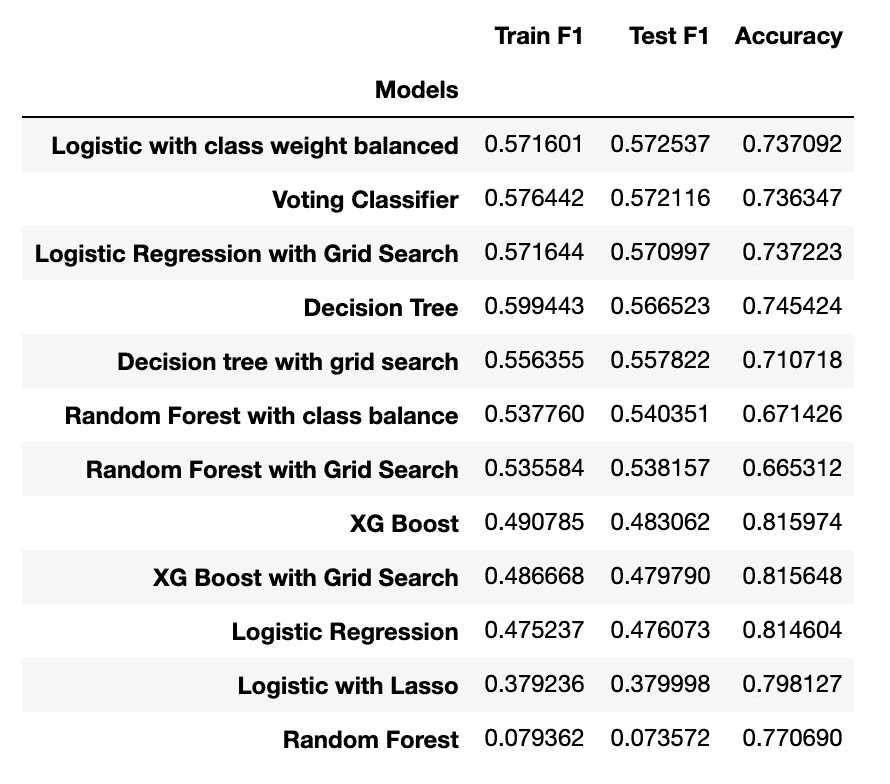 Train F1 Test F1 Accuracy
Models
Logistic with class weight balanced 0.571601 0.572537 0.737092
Voting Classifier 0.576442 0.572116 0.736347
Logistic Regression with Grid Search 0.571644 0.570997 0.737223
Decision Tree 0.599443 0.566523 0.745424
Decision tree with grid search 0.556355 0.557822 0.710718
Random Forest with class balance 0.537760 0.540351 0.671426
Random Forest with Grid Search 0.535584 0.538157 0.665312
XG Boost 0.490785 0.483062 0.815974
XG Boost with Grid Search 0.486668 0.479790 0.815648
Logistic Regression 0.475237 0.476073 0.814604
Logistic with Lasso 0.379236 0.379998 0.798127
Random Forest 0.079362 0.073572 0.770690